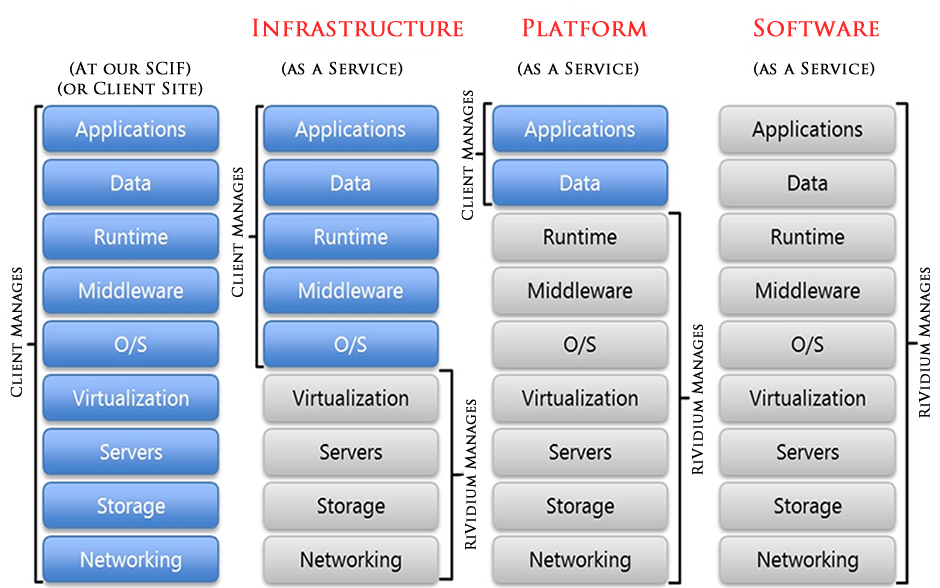 INFRASTRUCTURE
PLATFORM
SOFTWARE
(AT OUR SCIF)
(OR CLIENT SITE)
(AS A SERVICE)
(AS A SERVICE)
(AS A SERVICE)
CLIENT MANAGES
Applications
Data
Runtime
Middleware
O/S
Virtualization
Servers
Storage
Networking
CLIENT MANAGES
Applications
Data
Runtime
Middleware
O/S
Virtualization
Servers
Storage
Networking
RIVIDIUM MANAGES
CLIENT MANAGES
Applications
Data
Runtime
Middleware
O/S
Virtualization
Servers
Storage
Networking
RIVIDIUM MANAGES
Applications
Data
Runtime
Middleware
O/S
Virtualization
Servers
Storage
Networking
RIVIDIUM MANAGES